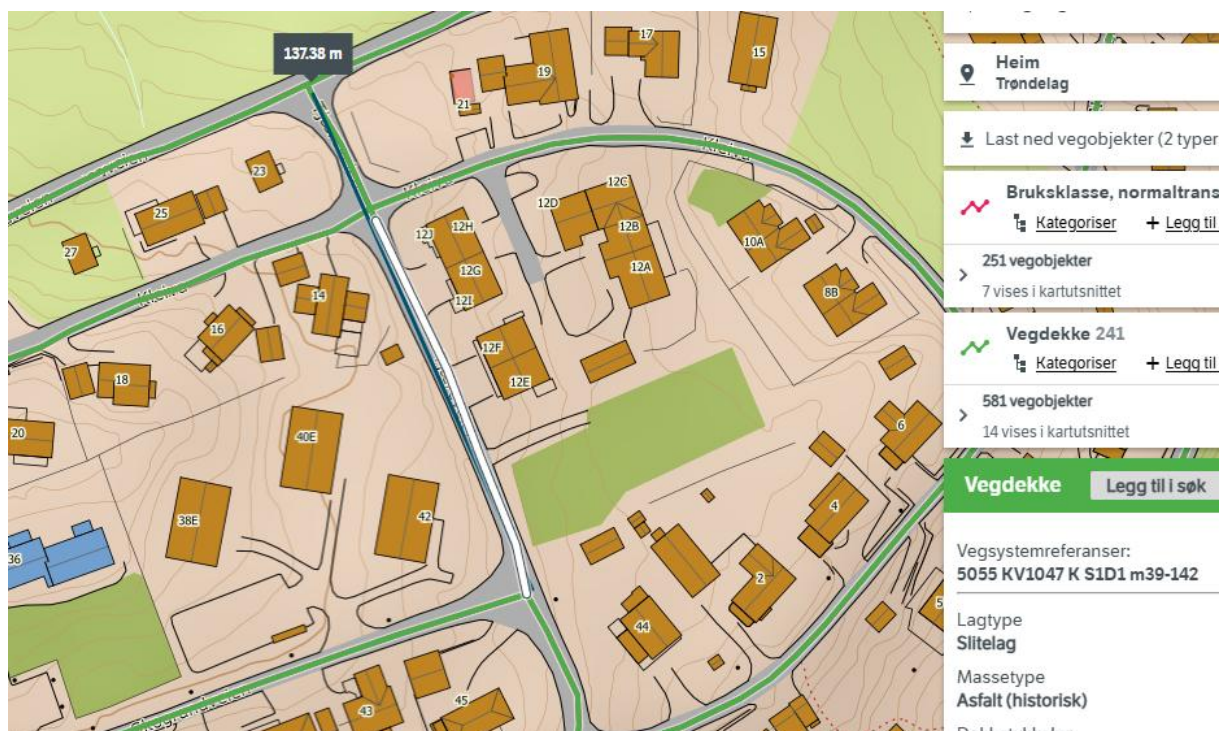 137.38 m
17
15
19
21
23
25
27
12C
12D
12B
12J
12H
12G
12A
12I
10A
8B
14
16
12F
12E
18
20
40E
6
38E
42
4
36
2
44
43
45
Heim
Trøndelag
Last ned vegobjekter (2 typer
Bruksklasse, normaltrans
Kategoriser + Legg til
251 vegobjekter
7 vises i kartutsnittet
Vegdekke 241
Kategoriser + Legg til
581 vegobjekter
14 vises i kartutsnittet
Vegdekke Legg til i søk
Vegsystemreferanser:
5055 KV1047 K S1D1 m39-142
Lagtype
Slitelag
Massetype
Asfalt (historisk)